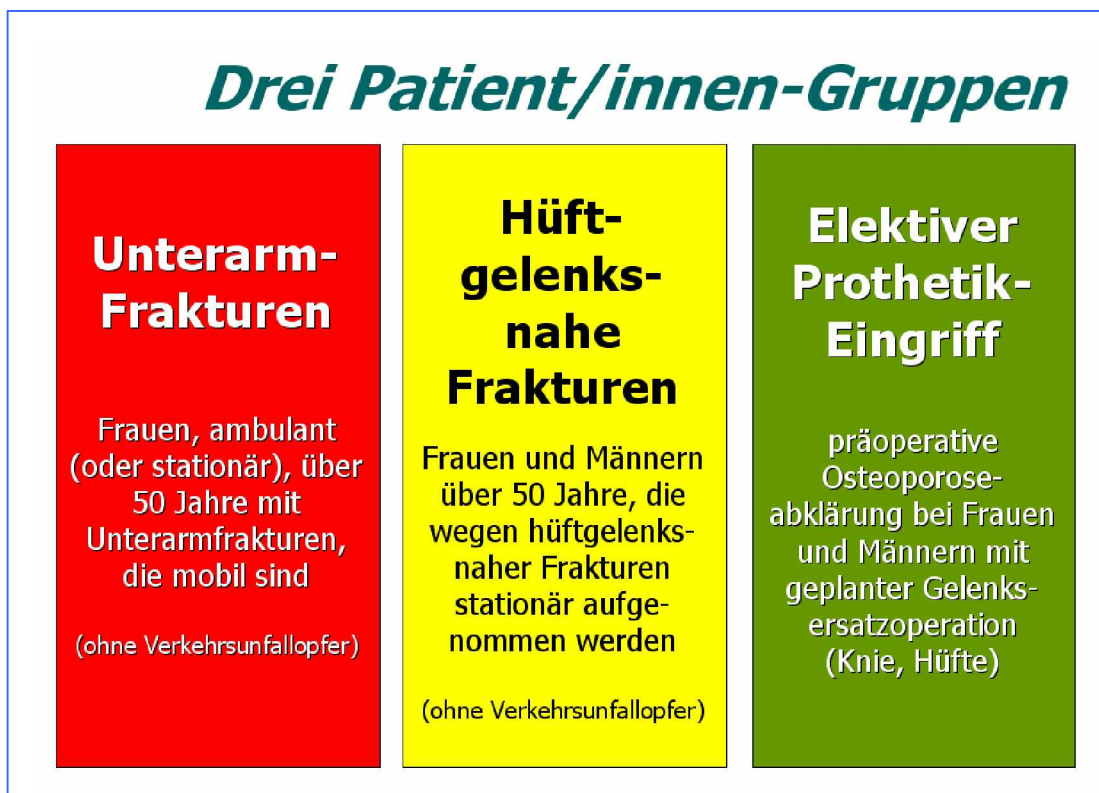 Drei Patient/innen-Gruppen
Unterarm-
Frakturen
Frauen, ambulant
(oder stationär), über
50 Jahre mit
Unterarmfrakturen,
die mobil sind
(ohne Verkehrsunfallopfer)
Hüft-
gelenks-
nahe
Frakturen
Frauen und Männern
über 50 Jahre, die
wegen hüftgelenks-
naher Frakturen
stationär aufge-
nommen werden
(ohne Verkehrsunfallopfer)
Elektiver
Prothetik-
Eingriff
präoperative
Osteoporose-
abklärung bei Frauen
und Männern mit
geplanter Gelenks-
ersatzoperation
(Knie, Hüfte)